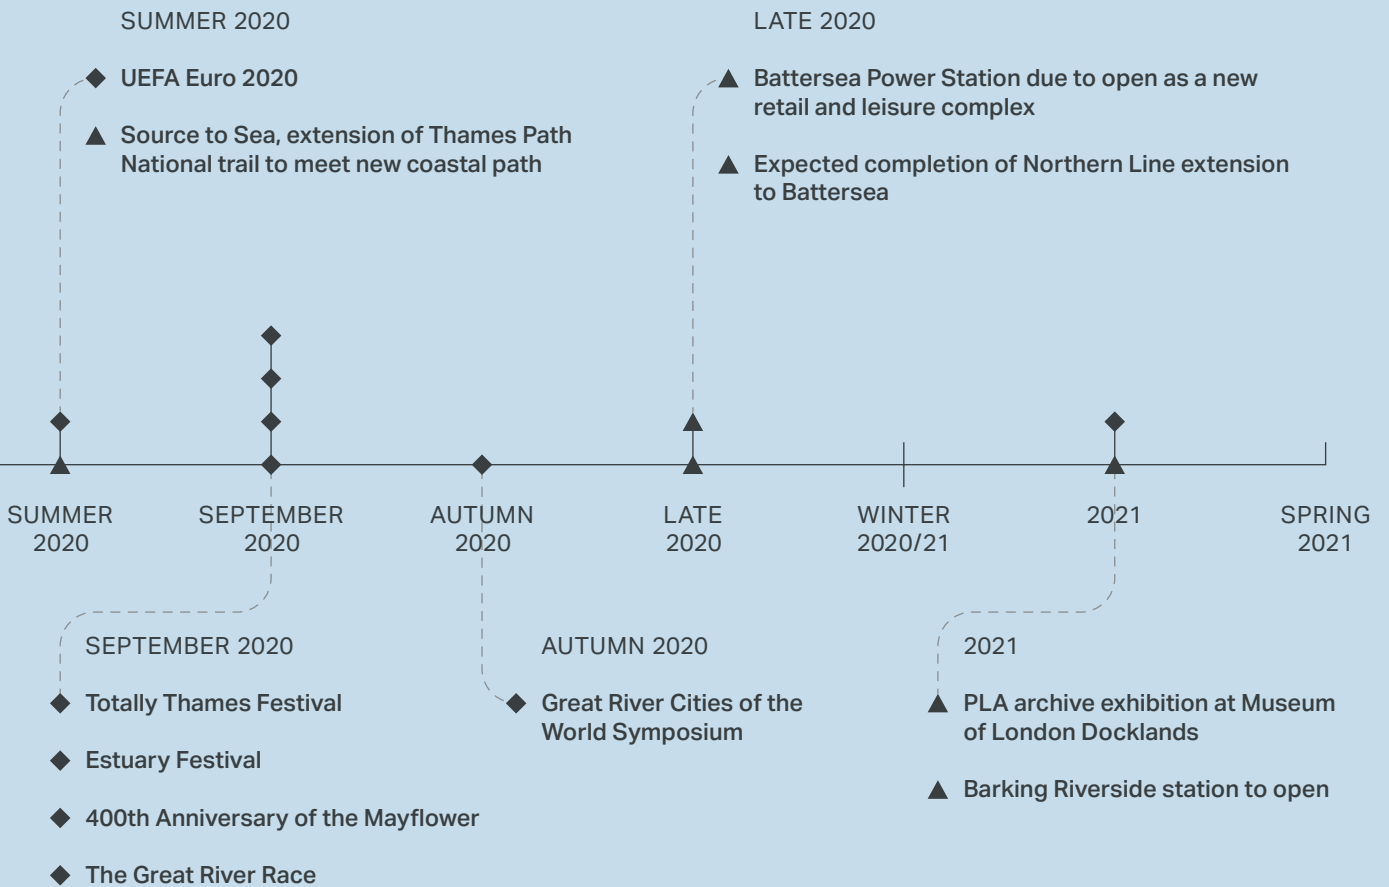 SUMMER 2020
UEFA Euro 2020
Source to Sea, extension of Thames Path
National trail to meet new coastal path
LATE 2020
Battersea Power Station due to open as a new
retail and leisure complex
Expected completion of Northern Line extension
to Battersea
SUMMER
2020
SEPTEMBER
2020
AUTUMN
2020
LATE
2020
WINTER
2020/21
2021
SPRING
2021
SEPTEMBER 2020
Totally Thames Festival
Estuary Festival
400th Anniversary of the Mayflower
The Great River Race
AUTUMN 2020
Great River Cities of the
World Symposium
2021
PLA archive exhibition at Museum
of London Docklands
Barking Riverside station to open